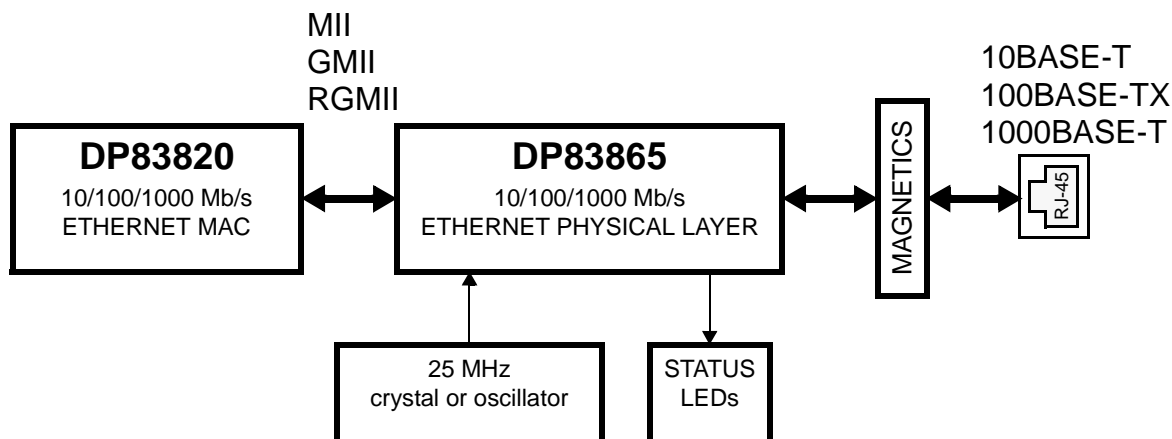 MII
GMII
RGMII
10BASE-T
100BASE-TX
1000BASE-T
DP83820
10/100/1000 Mb/s
ETHERNET MAC
DP83865
10/100/1000 Mb/s
ETHERNET PHYSICAL LAYER
MAGNETICS
RJ-45
25 MHz
crystal or oscillator
STATUS
LEDs